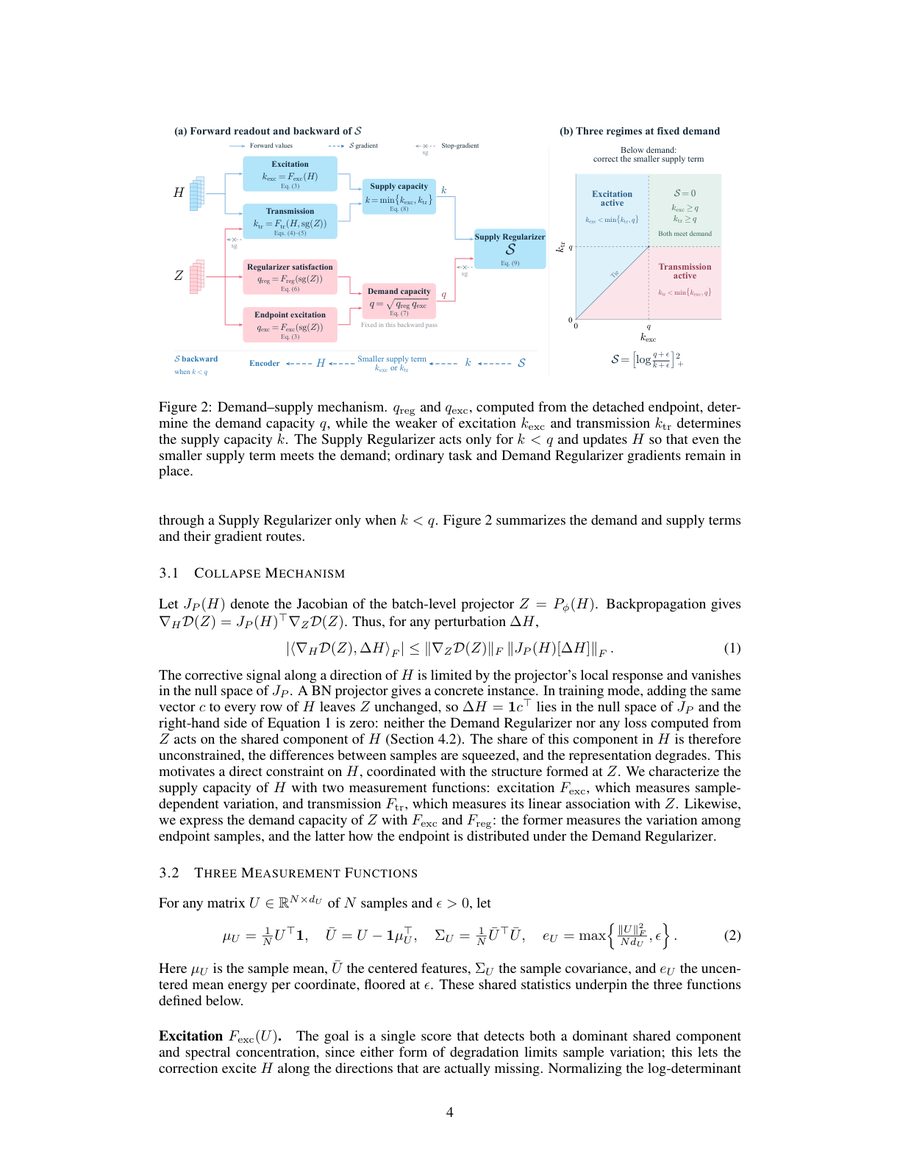 (a) Forward readout and backward of 𝒮
Forward values
𝒮 gradient
Stop-gradient
sg
Excitation
k_exc = F_exc(H)
Eq. (3)
H
Transmission
k_tr = F_tr(H, sg(Z))
Eqs. (4)–(5)
Supply capacity
k = min{k_exc, k_tr}
Eq. (8)
k
sg
Supply Regularizer
𝒮
Eq. (9)
sg
Z
Regularizer satisfaction
q_reg = F_reg(sg(Z))
Eq. (6)
Demand capacity
q = √(q_reg q_exc)
Eq. (7)
q
Fixed in this backward pass
Endpoint excitation
q_exc = F_exc(sg(Z))
Eq. (3)
𝒮 backward
when k < q
Encoder
H
Smaller supply term
k_exc or k_tr
k
𝒮
(b) Three regimes at fixed demand
Below demand:
correct the smaller supply term
Excitation
active
k_exc < min{k_tr, q}
𝒮 = 0
k_exc ≥ q
k_tr ≥ q
Both meet demand
k_tr
q
Tie
Transmission
active
k_tr < min{k_exc, q}
0
0
q
k_exc
𝒮 = [log (q + ϵ)/(k + ϵ)]²₊
Figure 2: Demand–supply mechanism. q_reg and q_exc, computed from the detached endpoint, deter-
mine the demand capacity q, while the weaker of excitation k_exc and transmission k_tr determines
the supply capacity k. The Supply Regularizer acts only for k < q and updates H so that even the
smaller supply term meets the demand; ordinary task and Demand Regularizer gradients remain in
place.
through a Supply Regularizer only when k < q. Figure 2 summarizes the demand and supply terms
and their gradient routes.
3.1 COLLAPSE MECHANISM
Let J_P(H) denote the Jacobian of the batch-level projector Z = P_ϕ(H). Backpropagation gives
∇_H 𝒟(Z) = J_P(H)^⊤ ∇_Z 𝒟(Z). Thus, for any perturbation ΔH,
|⟨∇_H 𝒟(Z), ΔH⟩_F| ≤ ∥∇_Z 𝒟(Z)∥_F ∥J_P(H)[ΔH]∥_F . (1)
The corrective signal along a direction of H is limited by the projector's local response and vanishes
in the null space of J_P. A BN projector gives a concrete instance. In training mode, adding the same
vector c to every row of H leaves Z unchanged, so ΔH = 1c^⊤ lies in the null space of J_P and the
right-hand side of Equation 1 is zero: neither the Demand Regularizer nor any loss computed from
Z acts on the shared component of H (Section 4.2). The share of this component in H is therefore
unconstrained, the differences between samples are squeezed, and the representation degrades. This
motivates a direct constraint on H, coordinated with the structure formed at Z. We characterize the
supply capacity of H with two measurement functions: excitation F_exc, which measures sample-
dependent variation, and transmission F_tr, which measures its linear association with Z. Likewise,
we express the demand capacity of Z with F_exc and F_reg: the former measures the variation among
endpoint samples, and the latter how the endpoint is distributed under the Demand Regularizer.
3.2 THREE MEASUREMENT FUNCTIONS
For any matrix U ∈ ℝ^{N×d_U} of N samples and ϵ > 0, let
μ_U = 1/N U^⊤1, Ū = U − 1μ_U^⊤, Σ_U = 1/N Ū^⊤Ū, e_U = max{∥U∥²_F / (N d_U), ϵ} . (2)
Here μ_U is the sample mean, Ū the centered features, Σ_U the sample covariance, and e_U the uncen-
tered mean energy per coordinate, floored at ϵ. These shared statistics underpin the three functions
defined below.
Excitation F_exc(U). The goal is a single score that detects both a dominant shared component
and spectral concentration, since either form of degradation limits sample variation; this lets the
correction excite H along the directions that are actually missing. Normalizing the log-determinant
4